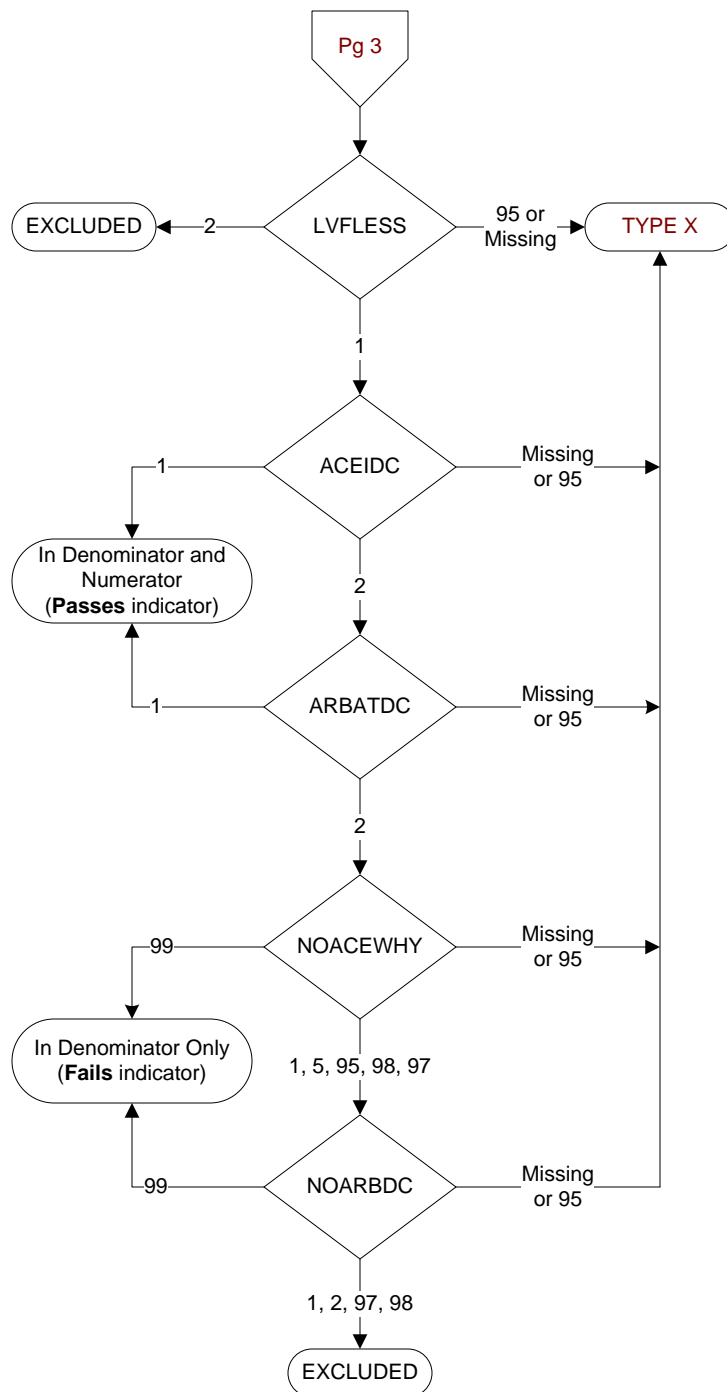 Pg 3
EXCLUDED
2
LVFLESS
95 or
Missing
TYPE X
1
1
ACEIDC
Missing
or 95
In Denominator and
Numerator
(Passes indicator)
2
1
ARBATDC
Missing
or 95
2
99
NOACEWHY
Missing
or 95
In Denominator Only
(Fails indicator)
1, 5, 95, 98, 97
99
NOARBDC
Missing
or 95
1, 2, 97, 98
EXCLUDED